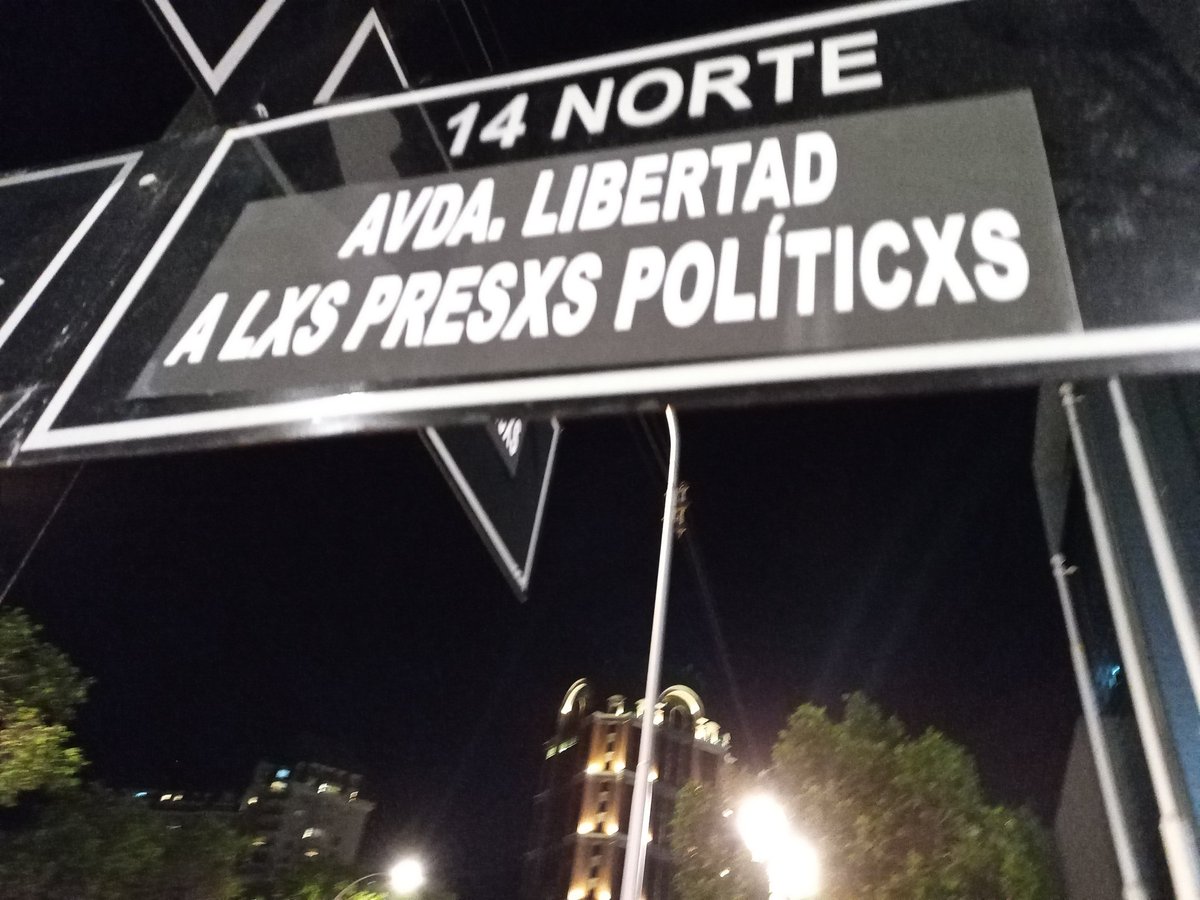 14 NORTE
AVDA. LIBERTAD
A LXS PRESXS POLÍTICXS